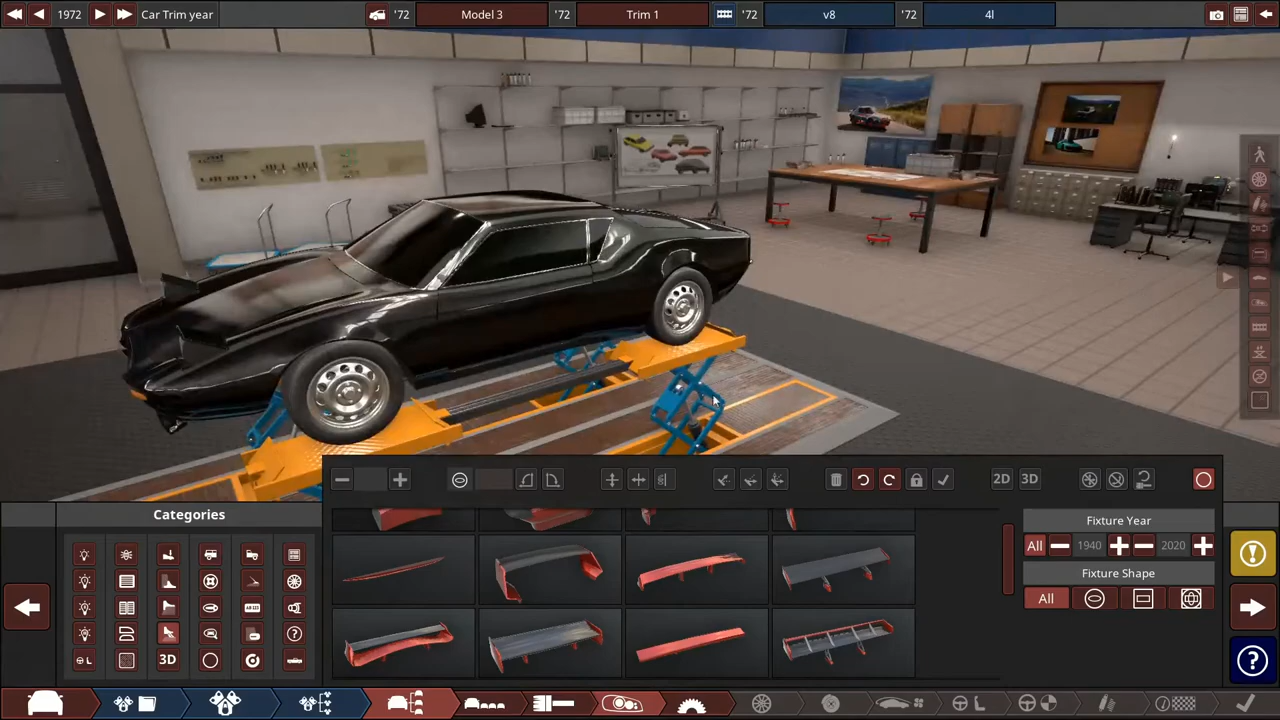 1972
Car Trim year
'72
Model 3
'72
Trim 1
'72
v8
'72
4l
2D
3D
Categories
L
3D
Fixture Year
All
1940
2020
Fixture Shape
All
?
?